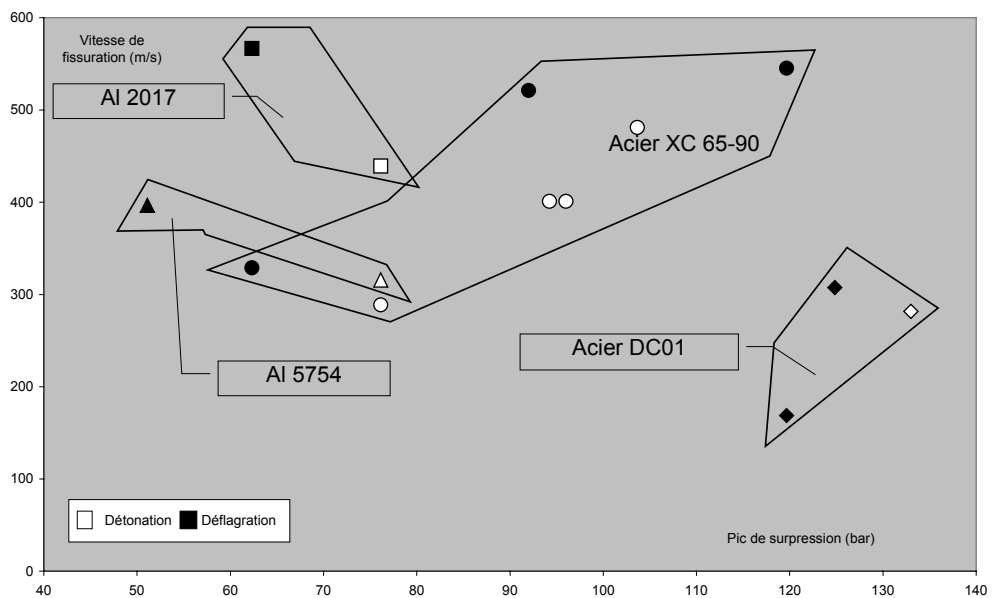 600
Vitesse de
fissuration (m/s)
500
Al 2017
Acier XC 65-90
400
300
Acier DC01
Al 5754
200
100
Détonation Déflagration
Pic de surpression (bar)
0
40 50 60 70 80 90 100 110 120 130 140